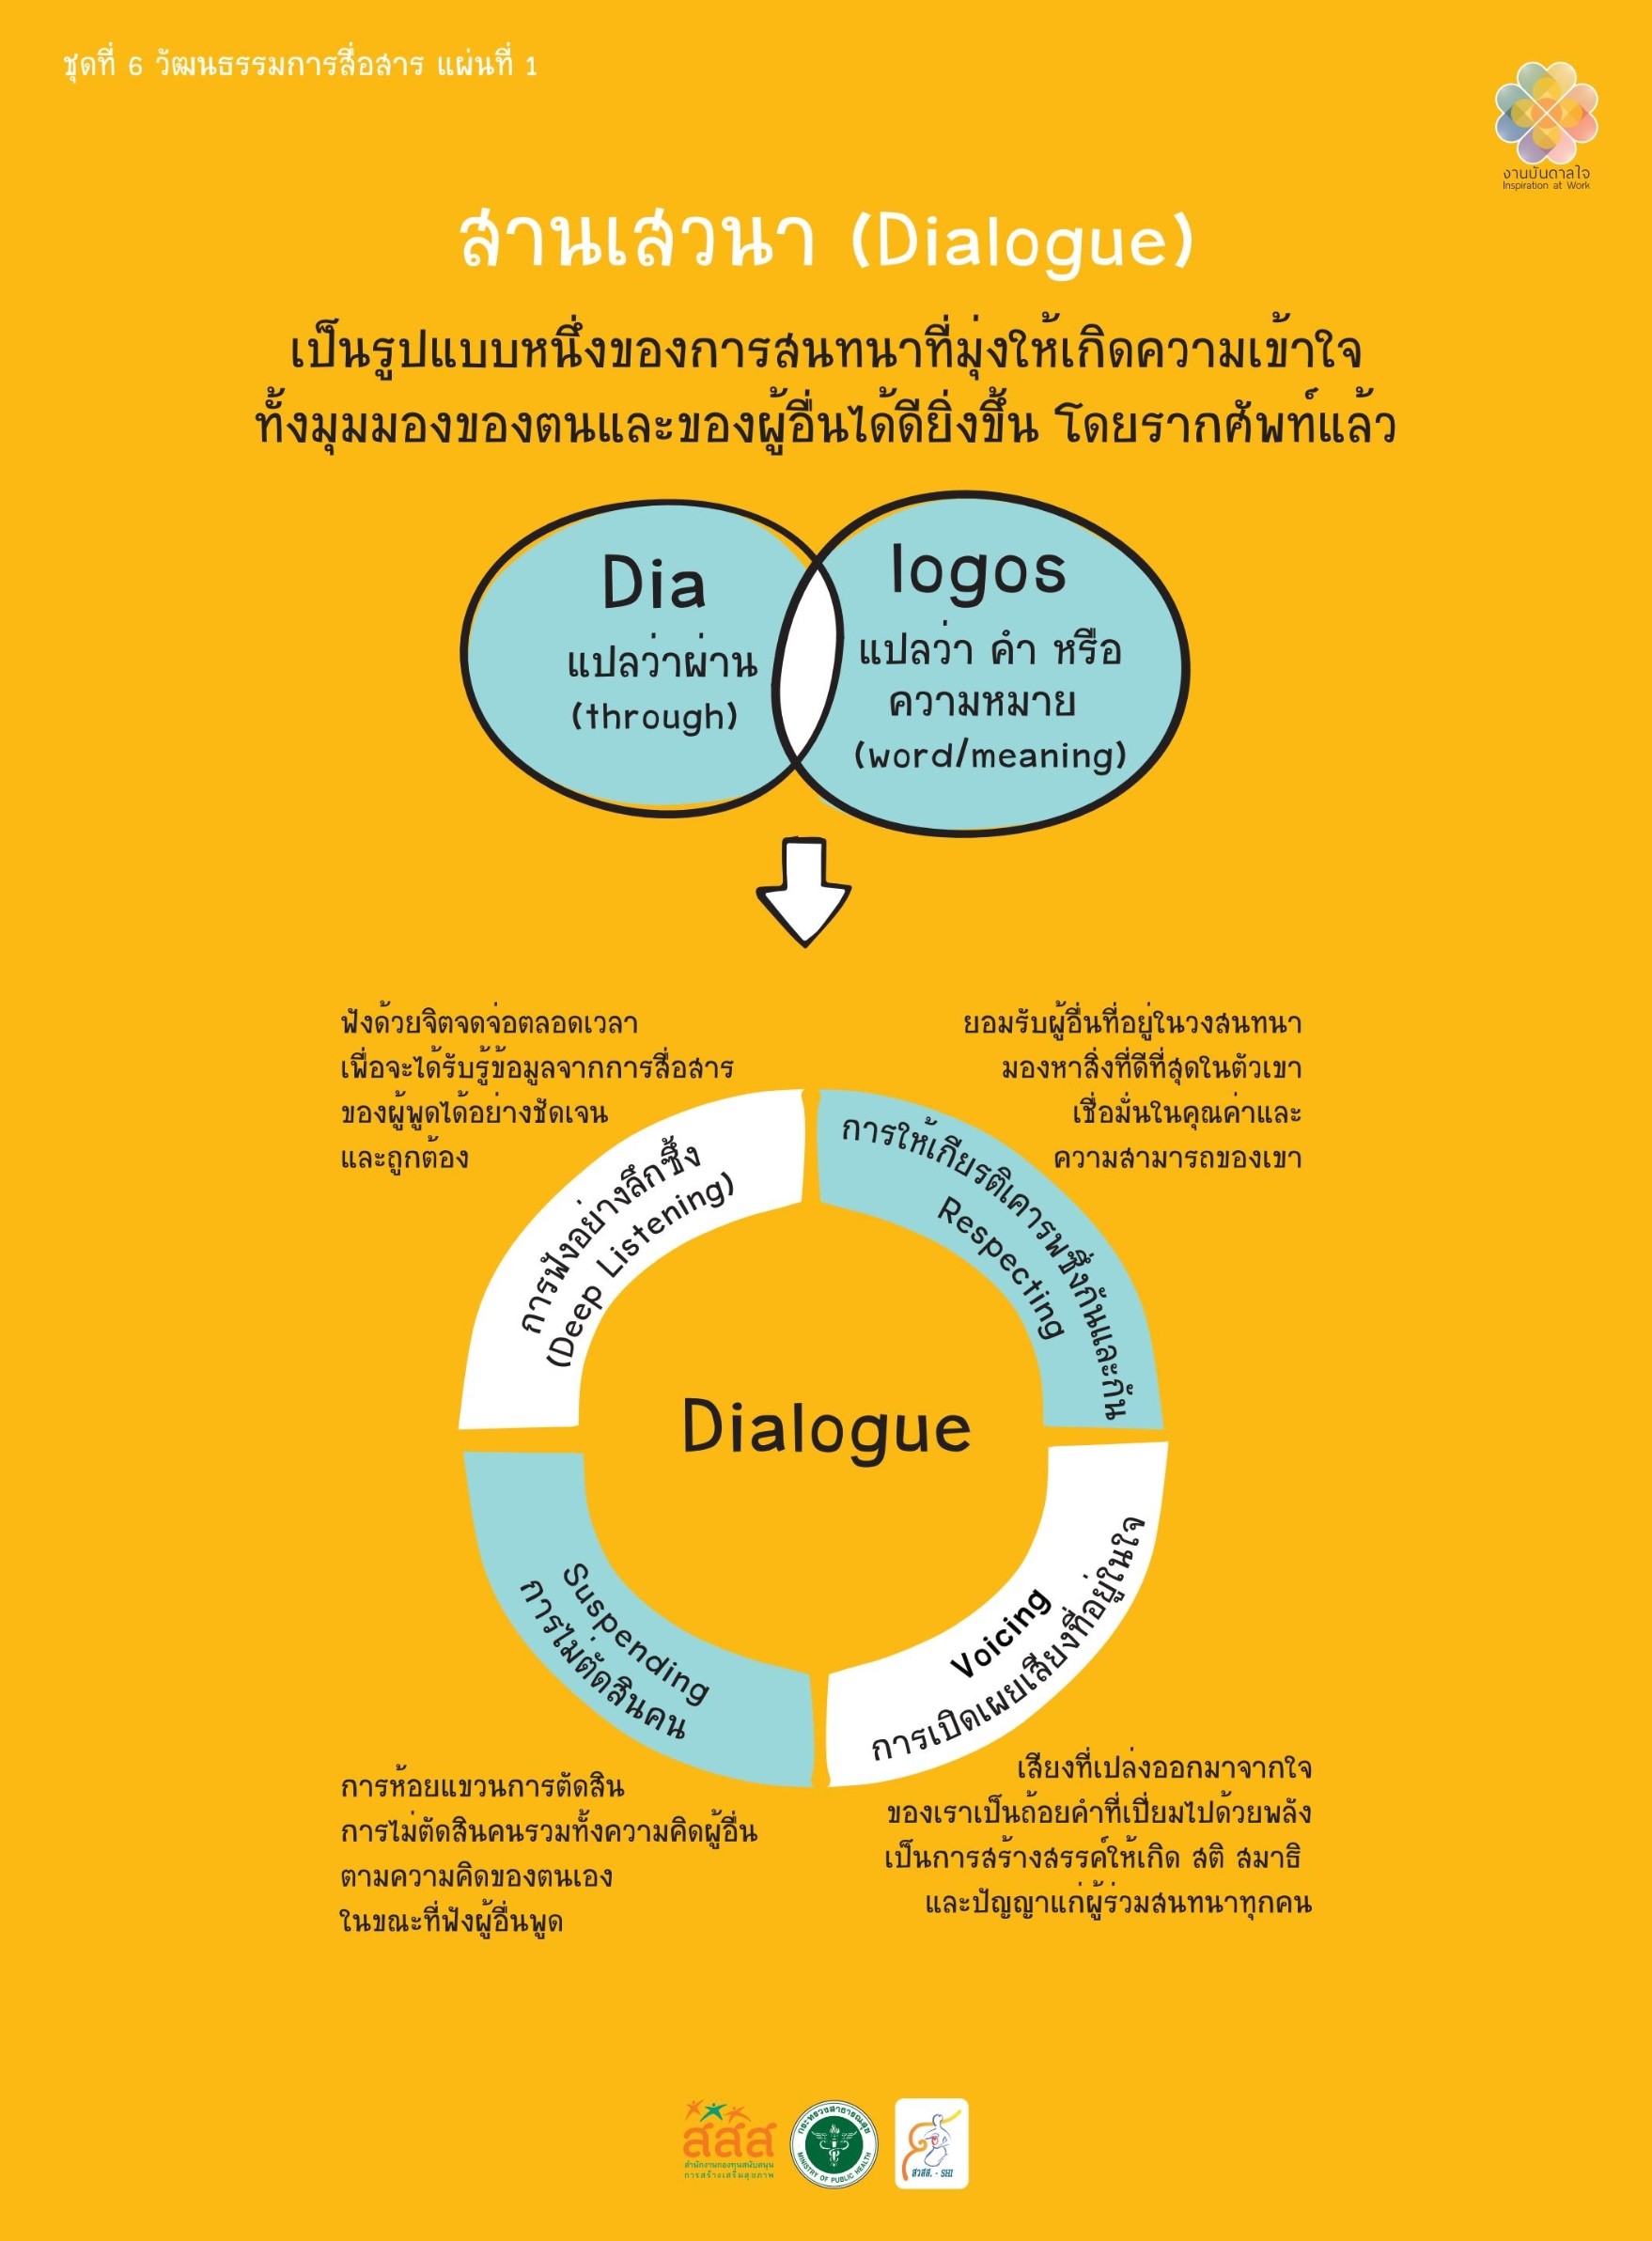 ชุดที่ 6 วัฒนธรรมการสื่อสาร แผ่นที่ 1
งานบันดาลใจ
Inspiration at Work
สานเสวนา (Dialogue)
เป็นรูปแบบหนึ่งของการสนทนาที่มุ่งให้เกิดความเข้าใจ
ทั้งมุมมองของตนและของผู้อื่นได้ดียิ่งขึ้น โดยรากศัพท์แล้ว
Dia
แปลว่าผ่าน
(through)
logos
แปลว่า คำ หรือ
ความหมาย
(word/meaning)
ฟังด้วยจิตจดจ่อตลอดเวลา
เพื่อจะได้รับรู้ข้อมูลจากการสื่อสาร
ของผู้พูดได้อย่างชัดเจน
และถูกต้อง
ยอมรับผู้อื่นที่อยู่ในวงสนทนา
มองหาสิ่งที่ดีที่สุดในตัวเขา
เชื่อมั่นในคุณค่าและ
ความสามารถของเขา
การฟังอย่างลึกซึ้ง
(Deep Listening)
การให้เกียรติเคารพซึ่งกันและกัน
Respecting
Dialogue
Suspending
การไม่ตัดสินคน
Voicing
การเปิดเผยเสียงที่อยู่ในใจ
การห้อยแขวนการตัดสิน
การไม่ตัดสินคนรวมทั้งความคิดผู้อื่น
ตามความคิดของตนเอง
ในขณะที่ฟังผู้อื่นพูด
เสียงที่เปล่งออกมาจากใจ
ของเราเป็นถ้อยคำที่เปี่ยมไปด้วยพลัง
เป็นการสร้างสรรค์ให้เกิด สติ สมาธิ
และปัญญาแก่ผู้ร่วมสนทนาทุกคน
สสส
สำนักงานกองทุนสนับสนุน
การสร้างเสริมสุขภาพ
กระทรวงสาธารณสุข
MINISTRY OF PUBLIC HEALTH
สวสส. - SHI